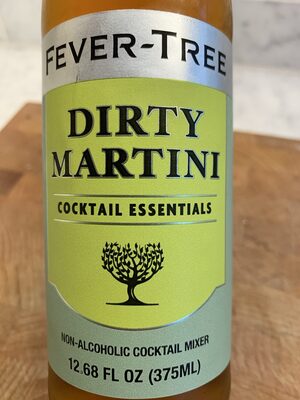 FEVER-TREE
DIRTY
MARTINI
COCKTAIL ESSENTIALS
NON-ALCOHOLIC COCKTAIL MIXER
12.68 FL OZ (375ML)